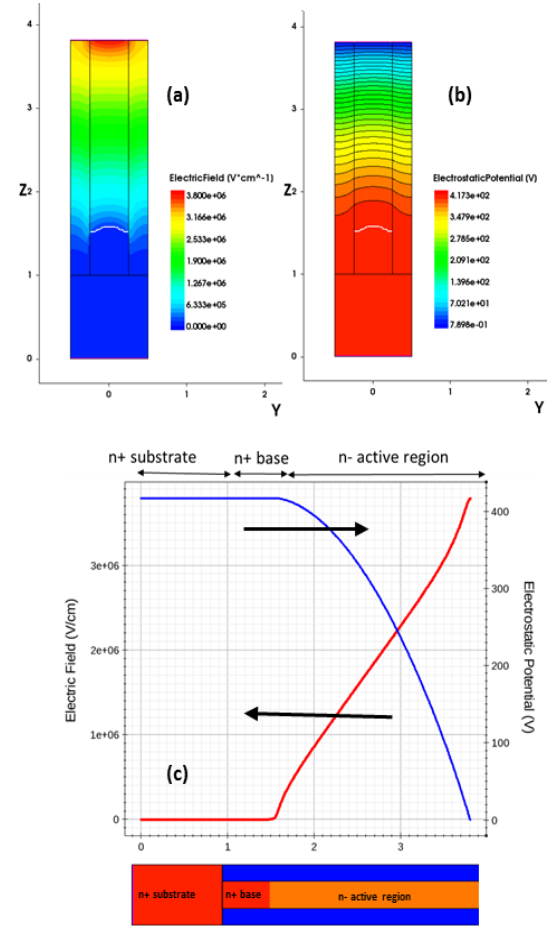 4
(a)
3
ElectricField (V*cm^-1)
Z2
3.800e+06
3.166e+06
2.533e+06
1.900e+06
1.267e+06
6.333e+05
0.000e+00
1
0
0
1
2
Y
4
(b)
3
ElectrostaticPotential (V)
Z2
4.173e+02
3.479e+02
2.785e+02
2.091e+02
1.396e+02
7.021e+01
7.898e-01
1
0
0
1
2
Y
n+ substrate
n+ base
n- active region
Electric Field (V/cm)
3e+06
2e+06
1e+06
0
400
300
200
100
0
Electrostatic Potential (V)
(c)
0
1
2
3
n+ substrate
n+ base
n- active region